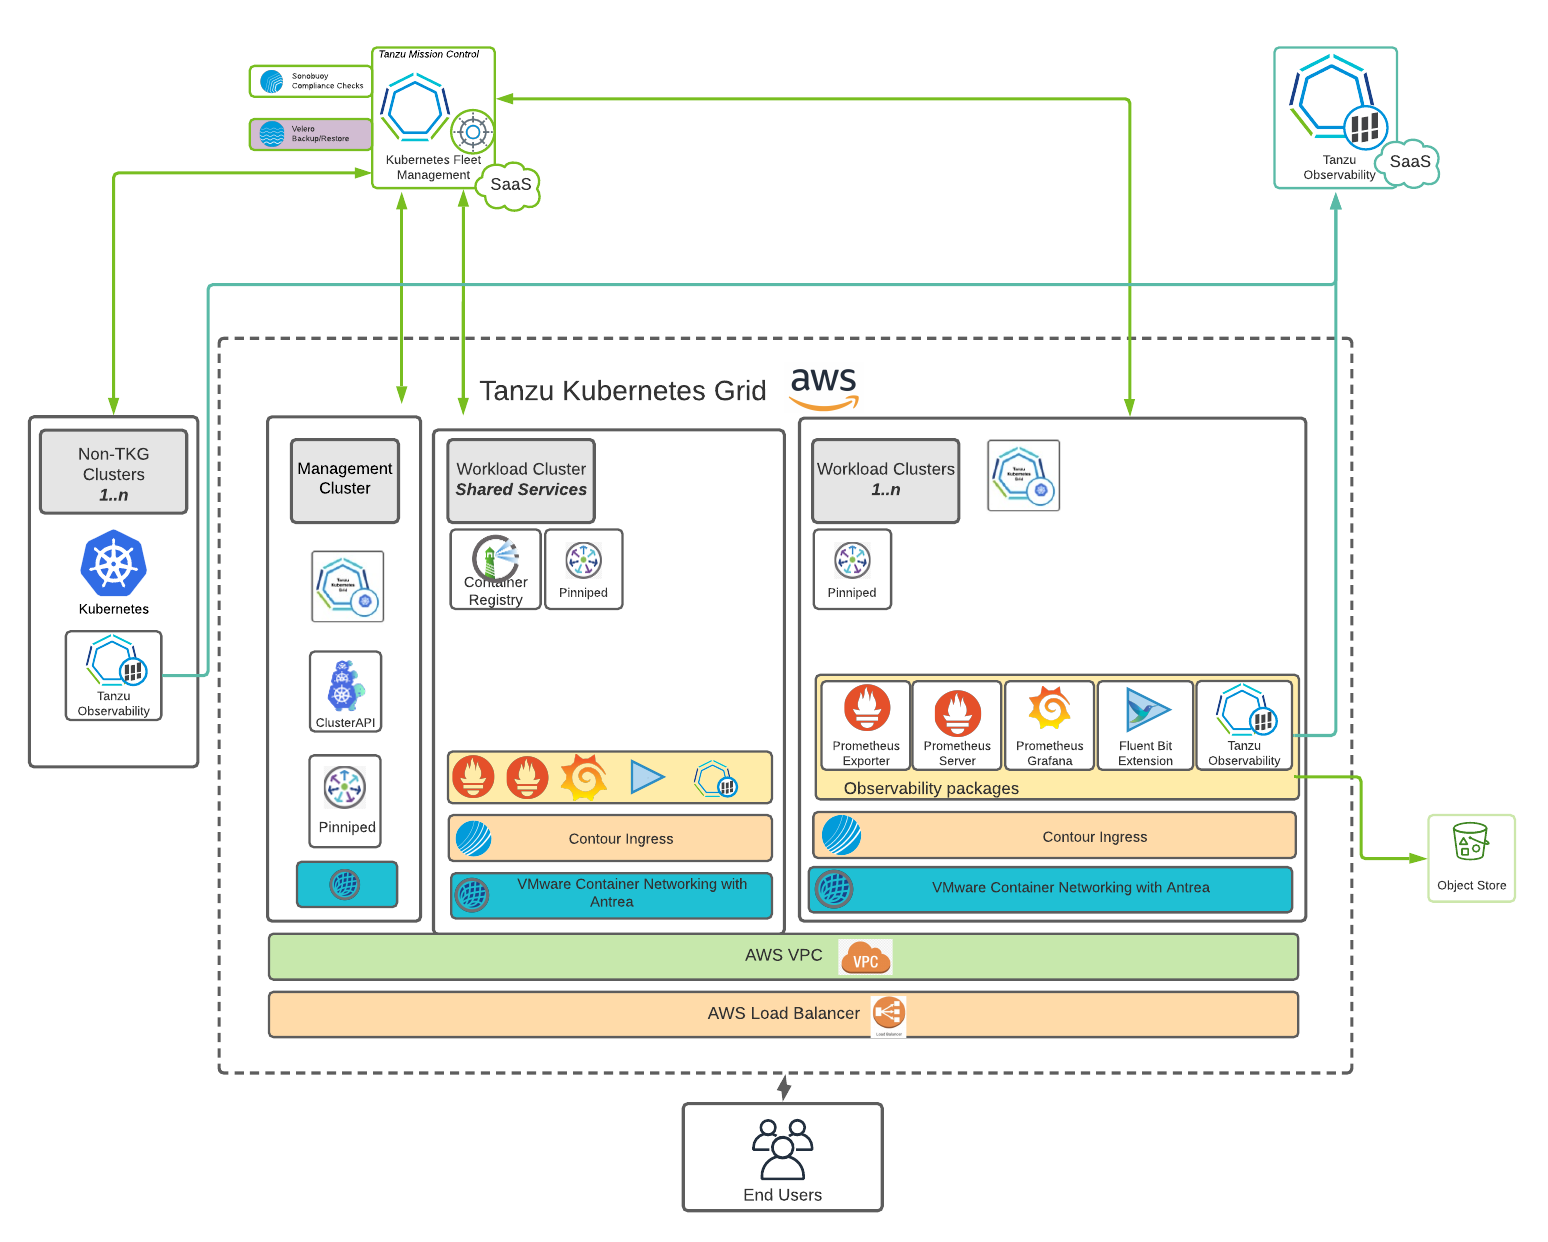 Tanzu Mission Control
Sonobuoy
Compliance Checks
Velero
Backup/Restore
Kubernetes Fleet
Management
SaaS
Tanzu
Observability
SaaS
Tanzu Kubernetes Grid
aws
Non-TKG
Clusters
1..n
Kubernetes
Tanzu
Observability
Management
Cluster
Tanzu
Kubernetes
Grid
ClusterAPI
Pinniped
Workload Cluster
Shared Services
Container
Registry
Pinniped
Contour Ingress
VMware Container Networking with
Antrea
Workload Clusters
1..n
Tanzu
Kubernetes
Grid
Pinniped
Prometheus
Exporter
Prometheus
Server
Prometheus
Grafana
Fluent Bit
Extension
Tanzu
Observability
Observability packages
Contour Ingress
VMware Container Networking with Antrea
Object Store
AWS VPC
VPC
AWS Load Balancer
Load Balancer
End Users